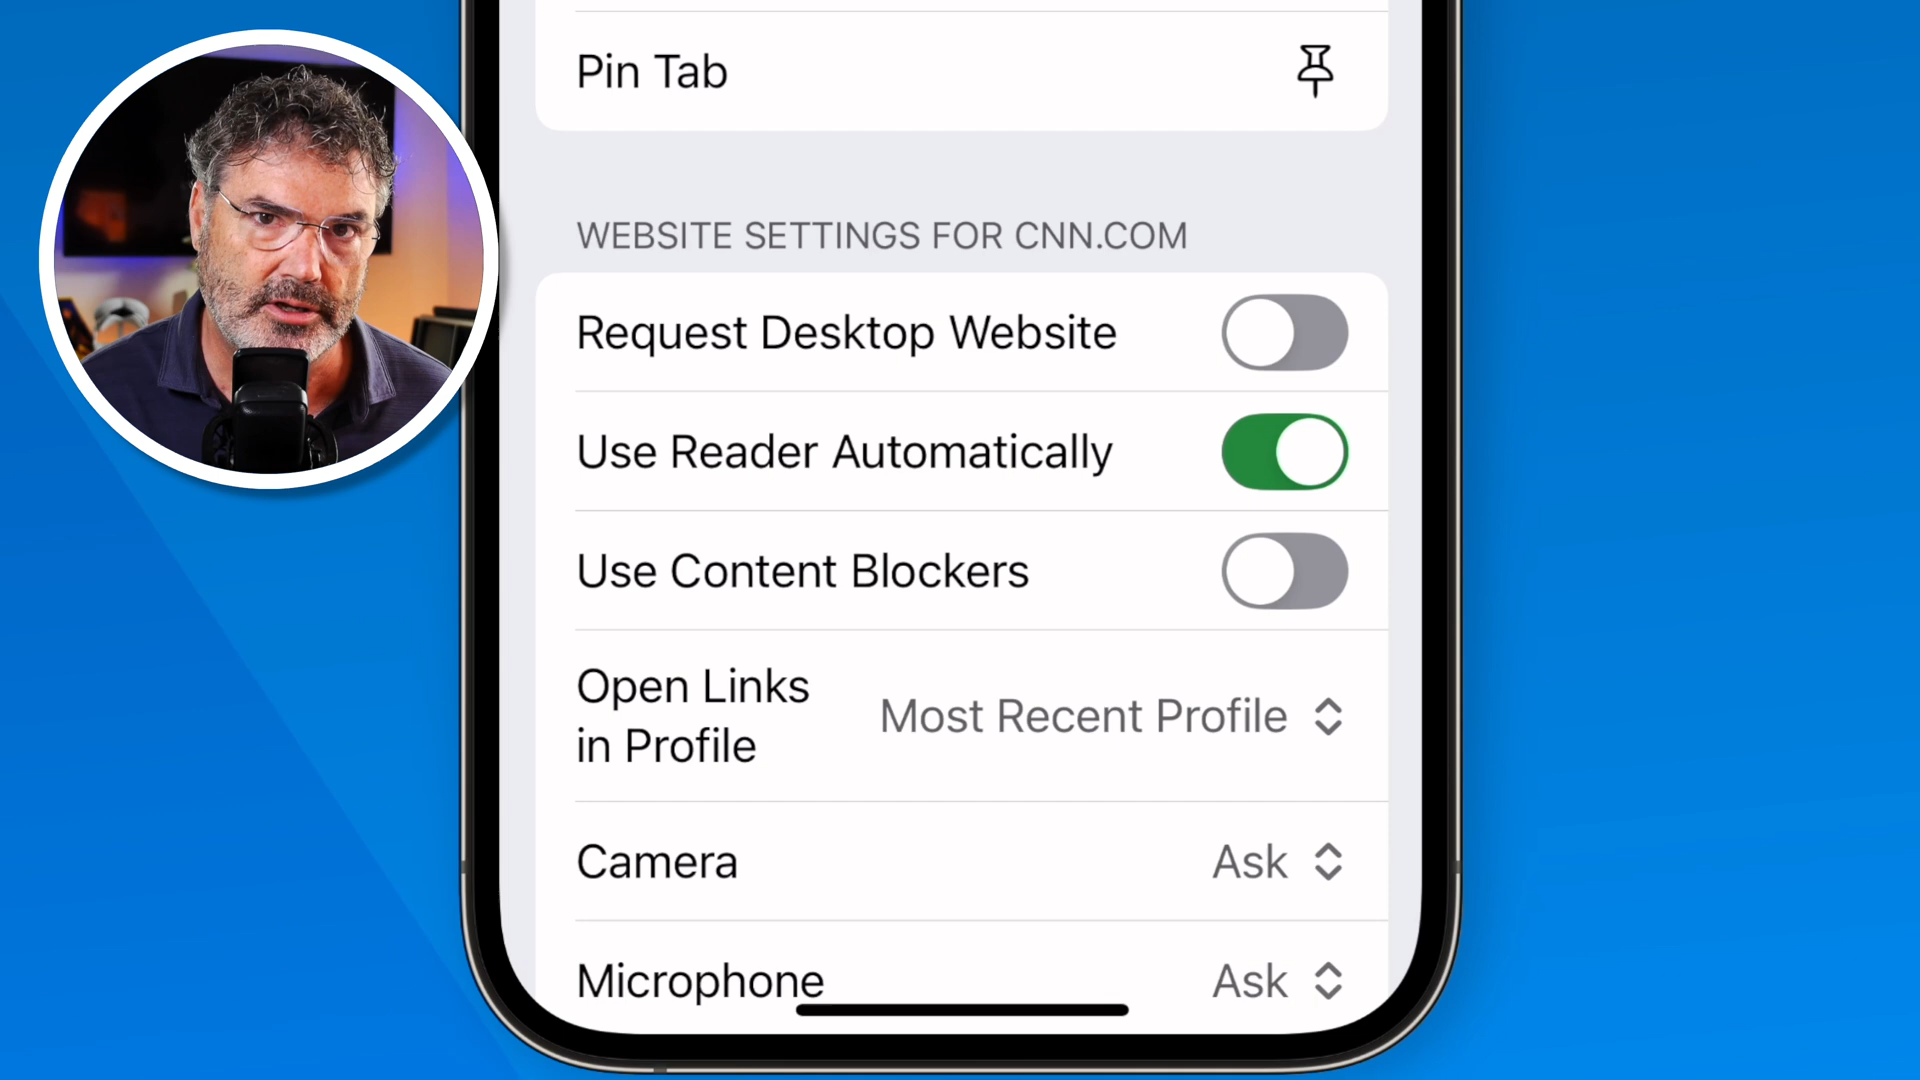 Pin Tab
WEBSITE SETTINGS FOR CNN.COM
Request Desktop Website
Use Reader Automatically
Use Content Blockers
Open Links
in Profile
Most Recent Profile
Camera
Ask
Microphone
Ask